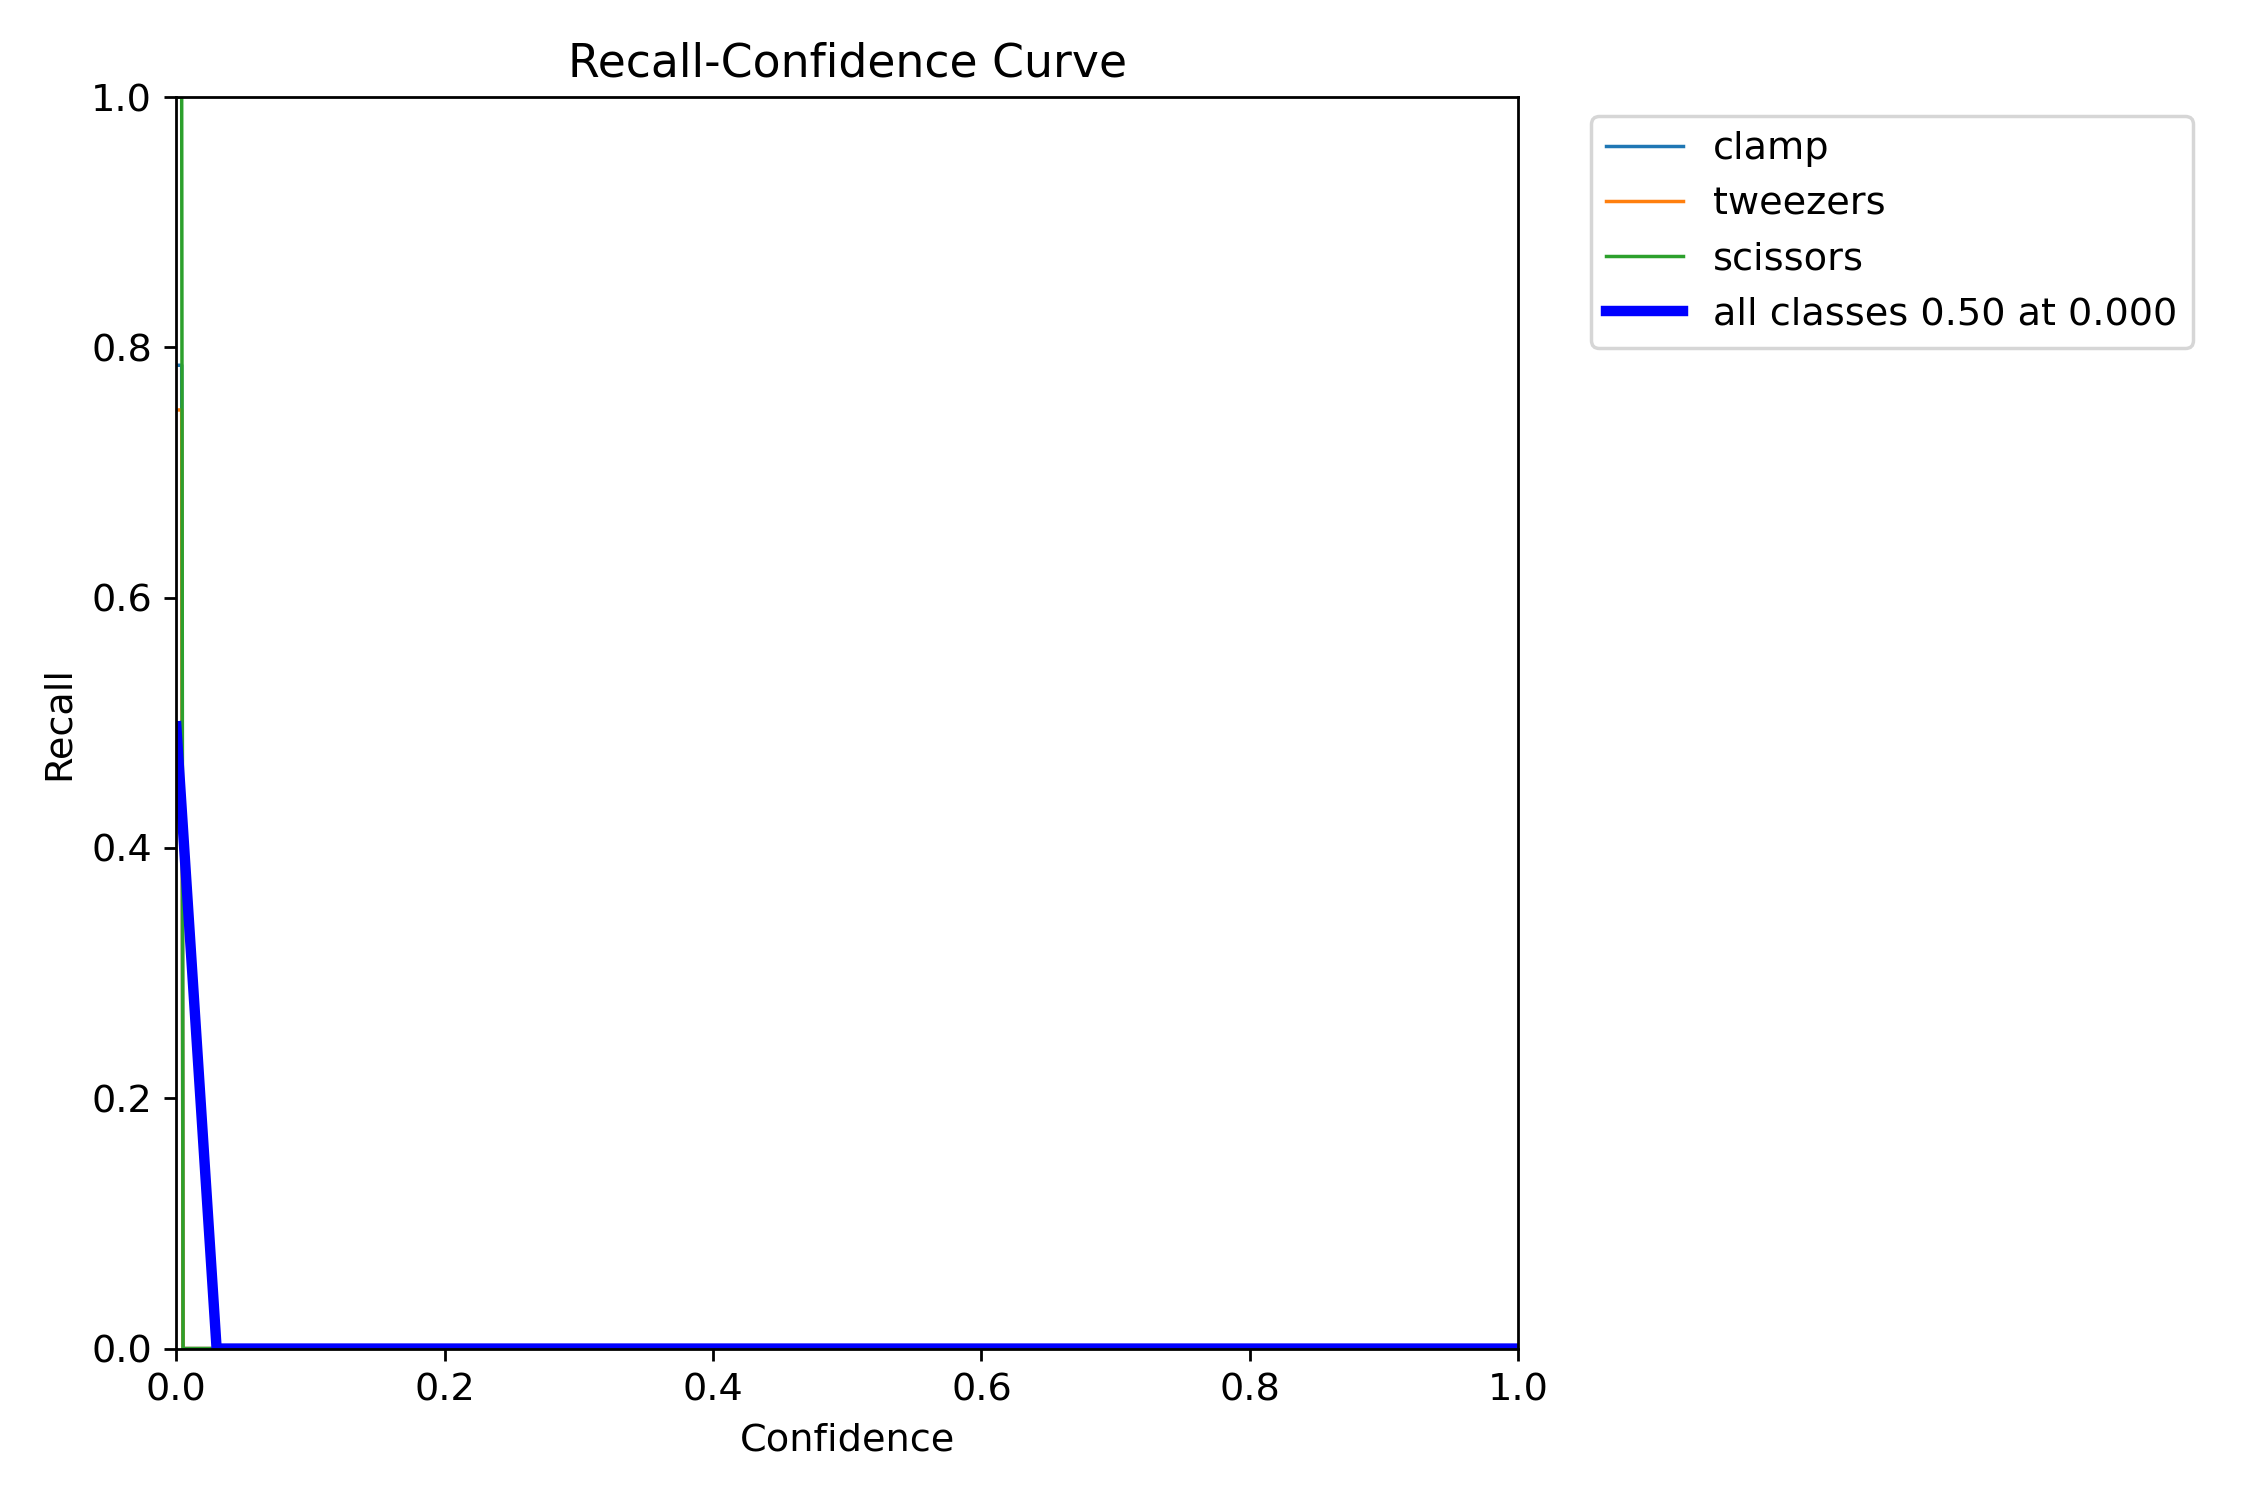 Recall-Confidence Curve
1.0
0.8
0.6
0.4
0.2
0.0
Recall
0.0 0.2 0.4 0.6 0.8 1.0
Confidence
clamp
tweezers
scissors
all classes 0.50 at 0.000